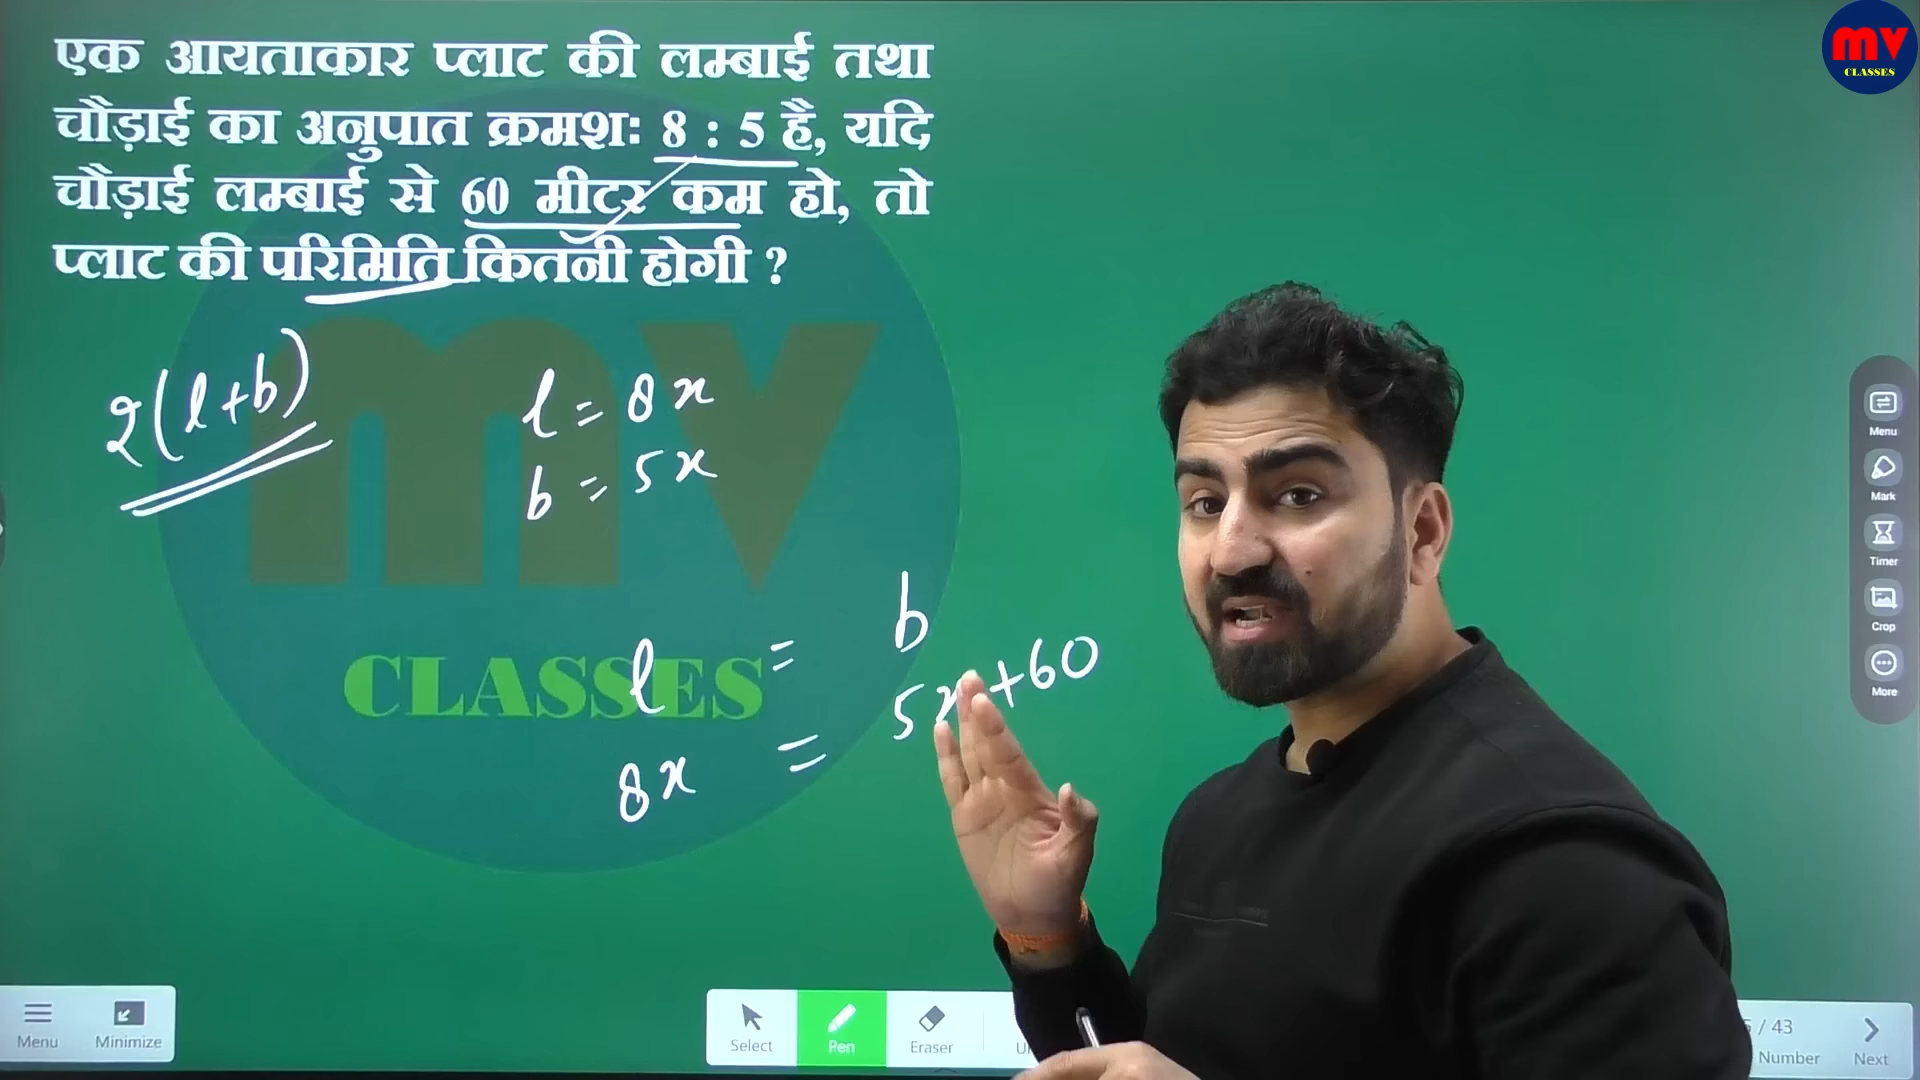 एक आयताकार प्लाट की लम्बाई तथा
चौड़ाई का अनुपात क्रमशः 8 : 5 है, यदि
चौड़ाई लम्बाई से 60 मीटर कम हो, तो
प्लाट की परिमिति कितनी होगी ?
2(l+b)
l = 8x
b = 5x
l = b
8x = 5x+60
mv
CLASSES
mv
CLASSES
Menu
Mark
Timer
Crop
More
Menu
Minimize
Select
Pen
Eraser
/ 43
Number
Next